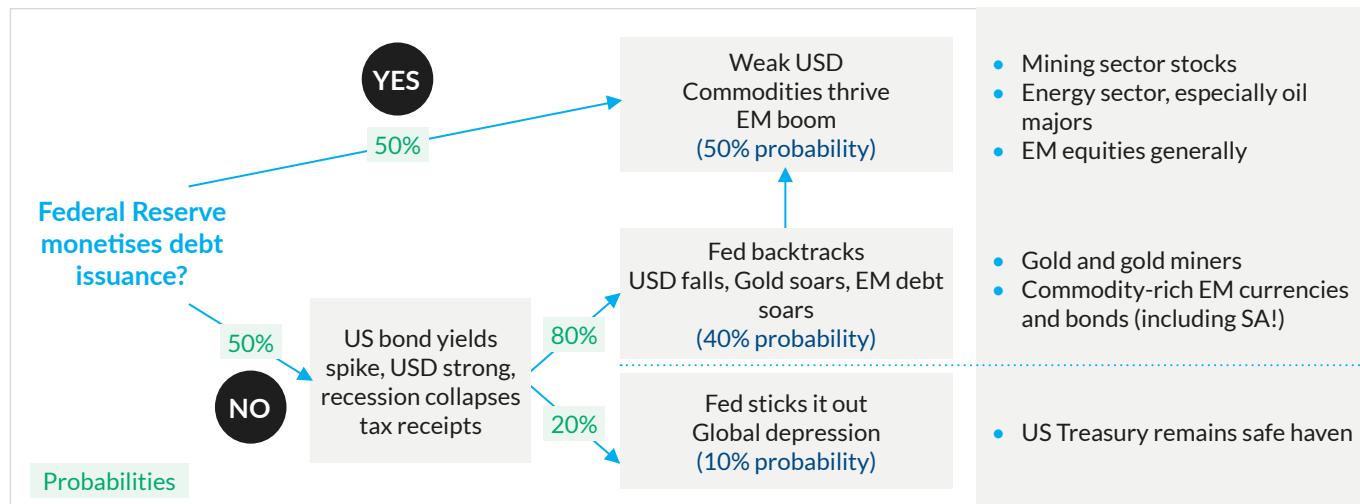 YES
50%
Federal Reserve
monetises debt
issuance?
50%
NO
US bond yields
spike, USD strong,
recession collapses
tax receipts
80%
20%
Weak USD
Commodities thrive
EM boom
(50% probability)
Fed backtracks
USD falls, Gold soars, EM debt
soars
(40% probability)
Fed sticks it out
Global depression
(10% probability)
• Mining sector stocks
• Energy sector, especially oil
majors
• EM equities generally
• Gold and gold miners
• Commodity-rich EM currencies
and bonds (including SA!)
• US Treasury remains safe haven
Probabilities